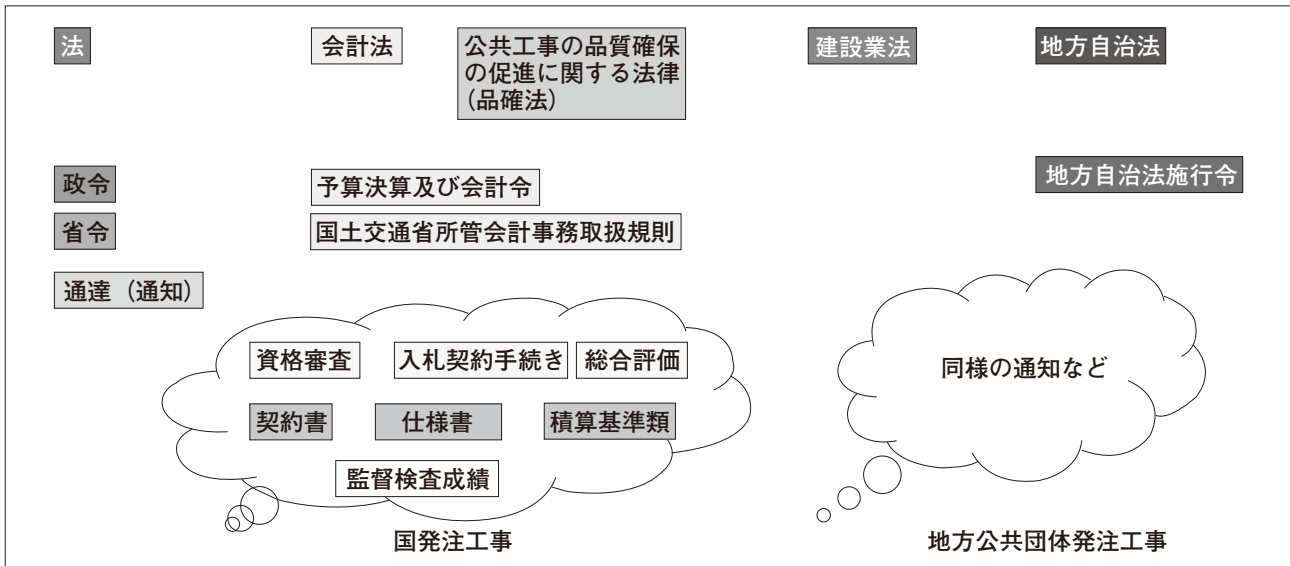 法
会計法
公共工事の品質確保
の促進に関する法律
(品確法)
建設業法
地方自治法
政令
予算決算及び会計令
地方自治法施行令
省令
国土交通省所管会計事務取扱規則
通達（通知）
資格審査
入札契約手続き
総合評価
契約書
仕様書
積算基準類
監督検査成績
国発注工事
同様の通知など
地方公共団体発注工事